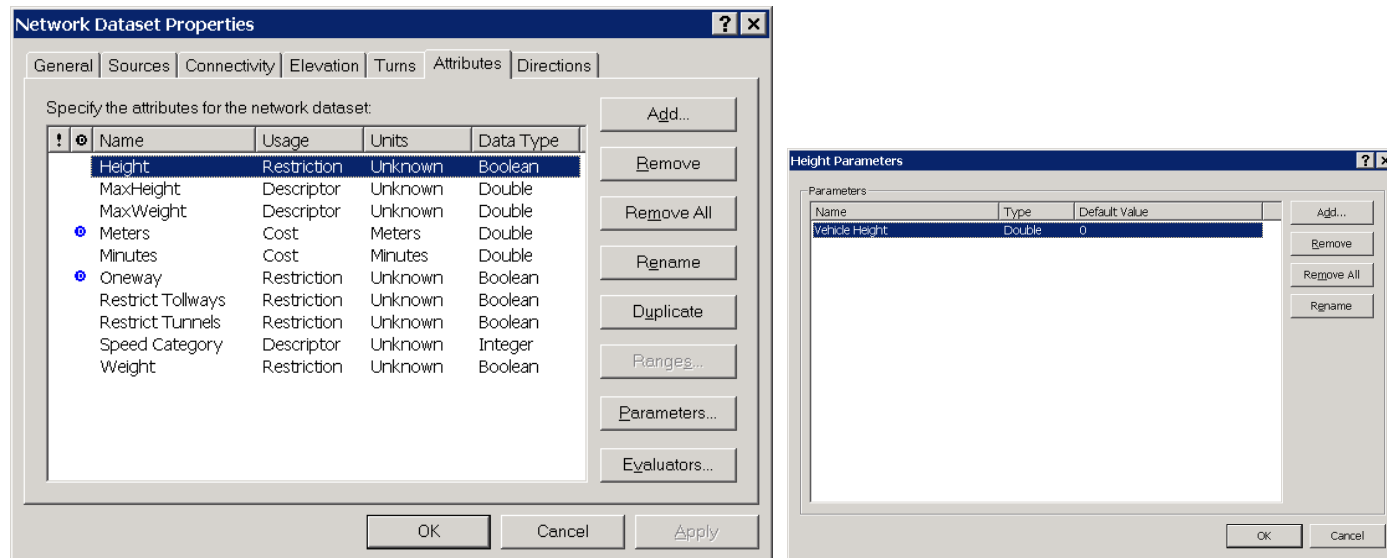 Network Dataset Properties
General Sources Connectivity Elevation Turns Attributes Directions
Specify the attributes for the network dataset:
! D Name Usage Units Data Type
Height Restriction Unknown Boolean
MaxHeight Descriptor Unknown Double
MaxWeight Descriptor Unknown Double
D Meters Cost Meters Double
Minutes Cost Minutes Double
D Oneway Restriction Unknown Boolean
Restrict Tollways Restriction Unknown Boolean
Restrict Tunnels Restriction Unknown Boolean
Speed Category Descriptor Unknown Integer
Weight Restriction Unknown Boolean
Add...
Remove
Remove All
Rename
Duplicate
Ranges...
Parameters...
Evaluators...
OK Cancel Apply
Height Parameters
Parameters
Name Type Default Value
Vehicle Height Double 0
Add...
Remove
Remove All
Rename
OK Cancel